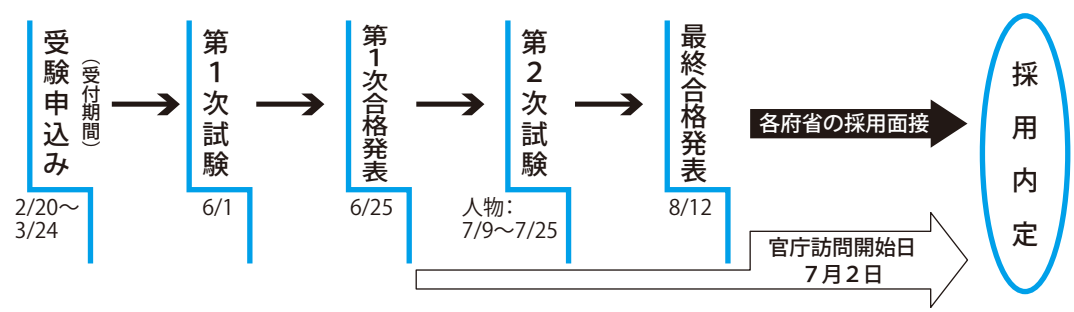 受験申込み
（受付期間）
2/20～
3/24
第１次試験
6/1
第１次合格発表
6/25
第２次試験
人物：
7/9～7/25
最終合格発表
8/12
各府省の採用面接
官庁訪問開始日
７月２日
採用内定